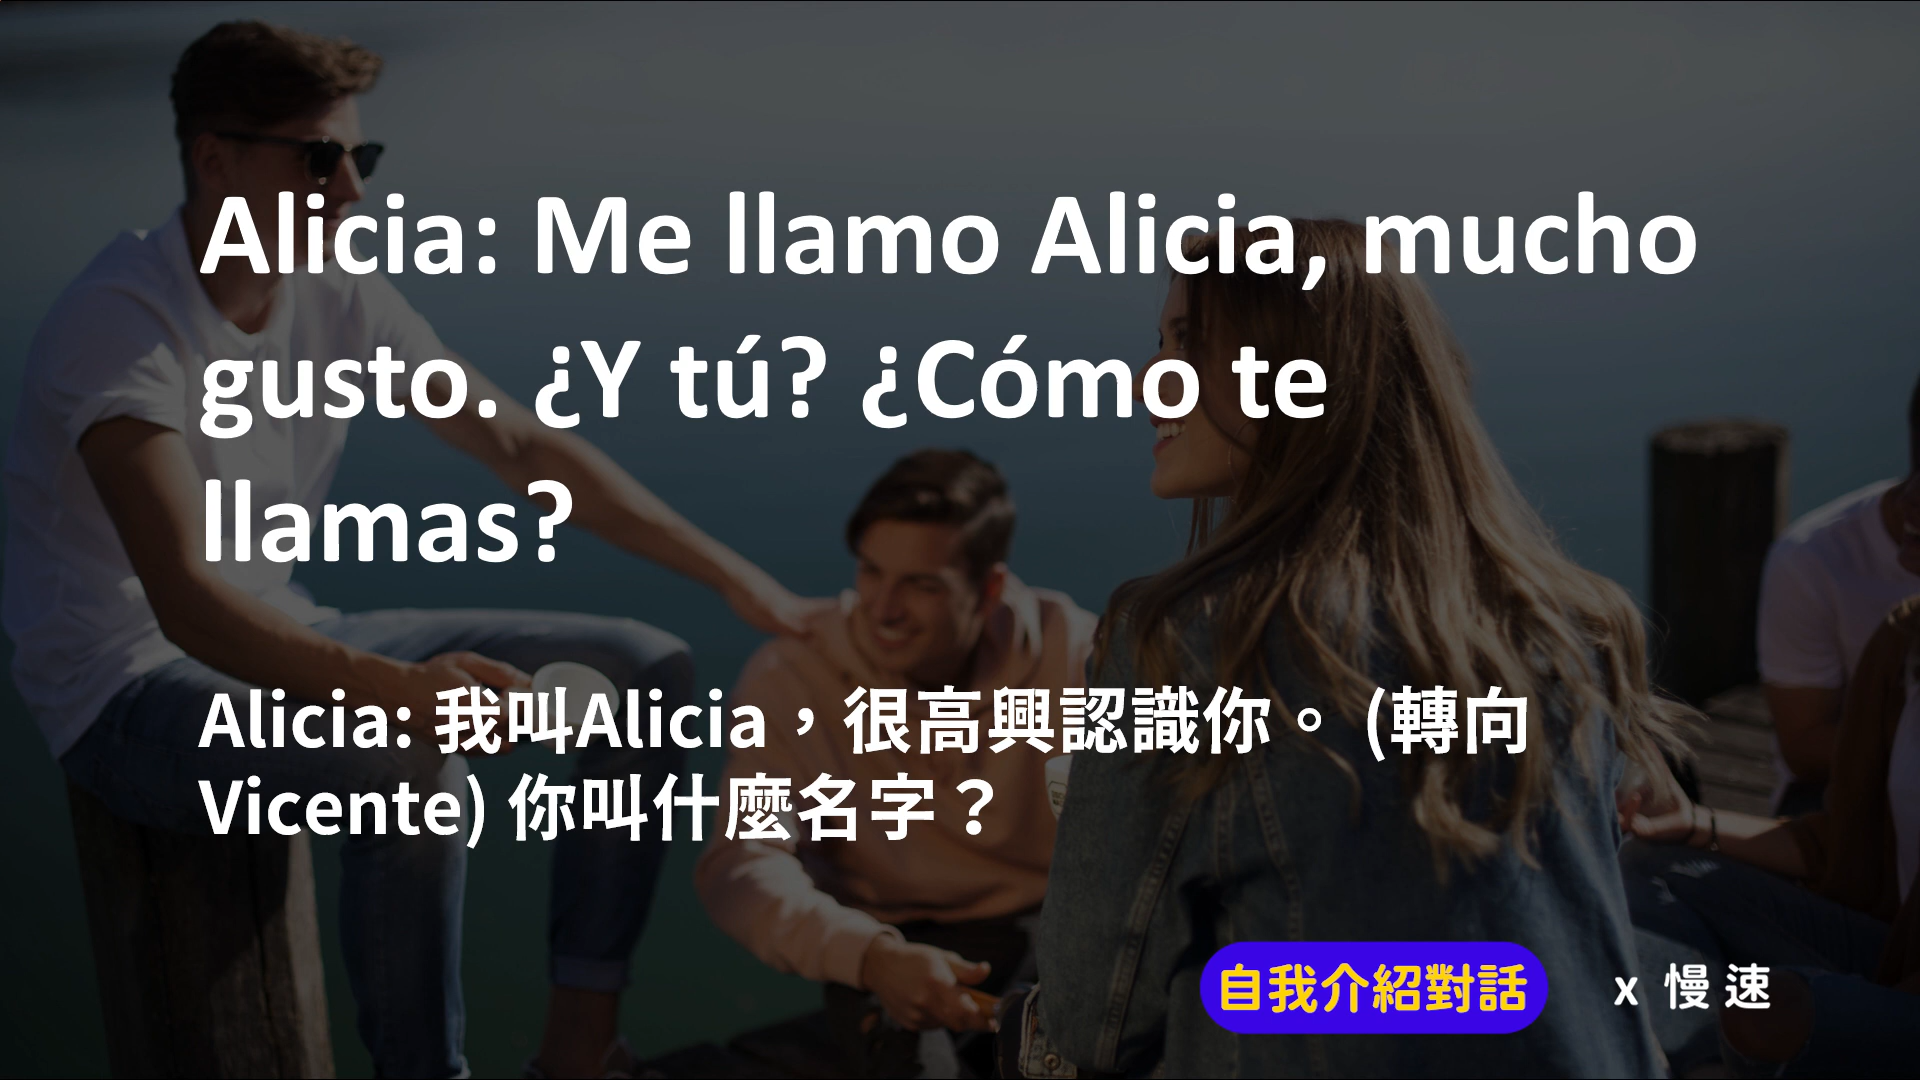 Alicia: Me llamo Alicia, mucho
gusto. ¿Y tú? ¿Cómo te
llamas?
Alicia: 我叫Alicia，很高興認識你。 (轉向
Vicente) 你叫什麼名字？
自我介紹對話
x 慢速